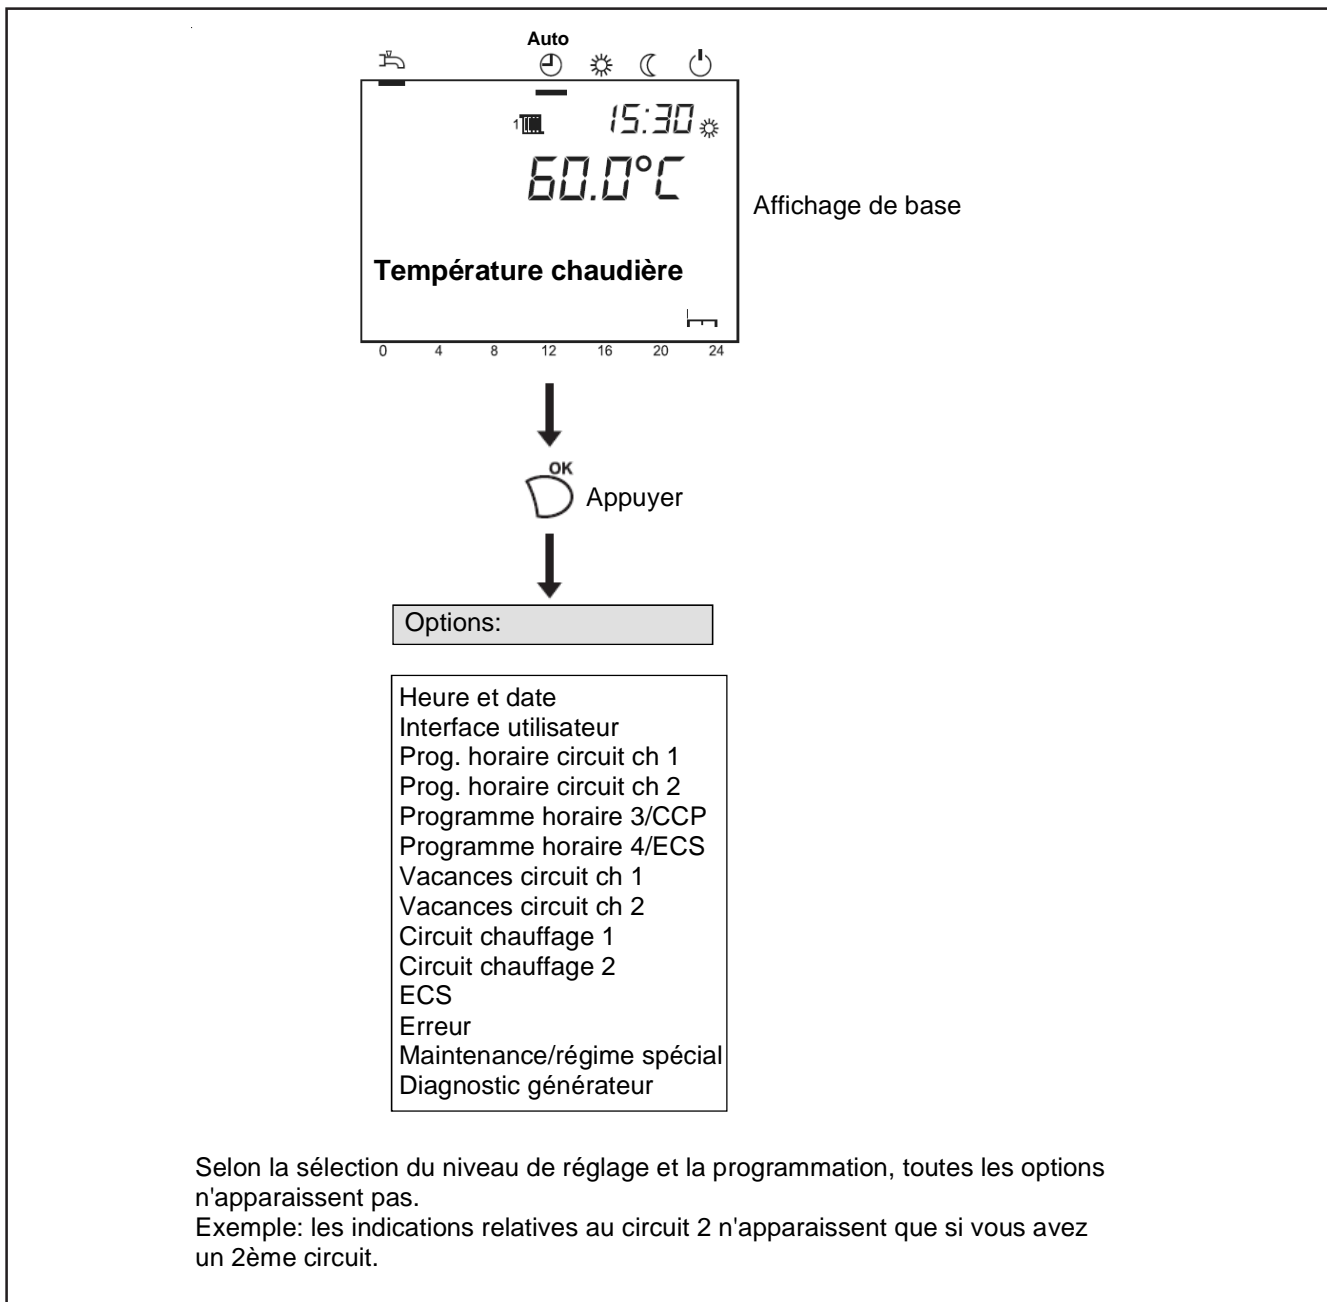 Auto
1 15:30
60.0°C
Affichage de base
Température chaudière
0 4 8 12 16 20 24
OK
Appuyer
Options:
Heure et date
Interface utilisateur
Prog. horaire circuit ch 1
Prog. horaire circuit ch 2
Programme horaire 3/CCP
Programme horaire 4/ECS
Vacances circuit ch 1
Vacances circuit ch 2
Circuit chauffage 1
Circuit chauffage 2
ECS
Erreur
Maintenance/régime spécial
Diagnostic générateur
Selon la sélection du niveau de réglage et la programmation, toutes les options
n'apparaissent pas.
Exemple: les indications relatives au circuit 2 n'apparaissent que si vous avez
un 2ème circuit.